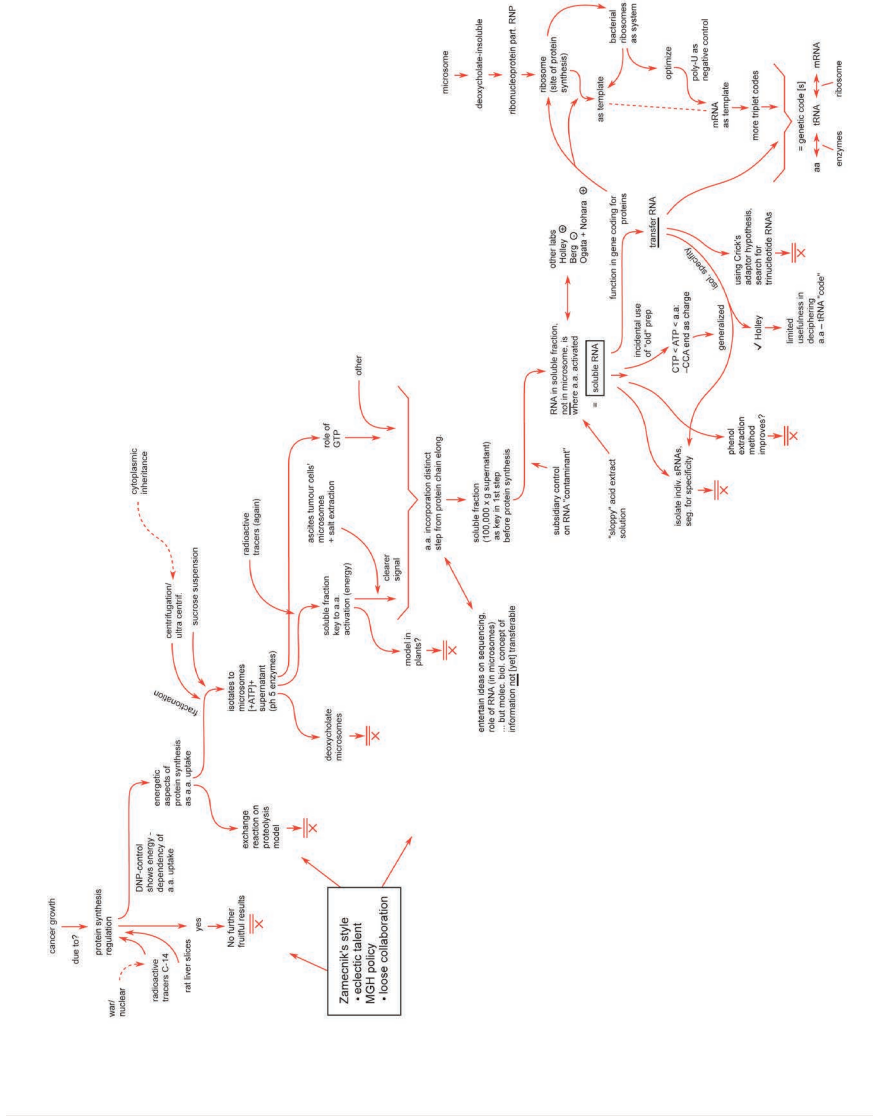 cancer growth
due to?
protein synthesis
regulation
war/
nuclear
radioactive
tracers C-14
rat liver slices
yes
No further
fruitful results
DNP-control
shows energy -
dependency of
a.a. uptake
energetic
aspects of
protein synthesis
as a.a. uptake
exchange
reaction on
proteolysis
model
Zamecnik's style
• eclectic talent
MGH policy
• loose collaboration
fractionation
cytoplasmic
inheritance
centrifugation/
ultra centrif.
sucrose suspension
isolates to
microsomes
[+ATP]+
supernatant
(ph 5 enzymes)
deoxycholate
microsomes
radioactive
tracers (again)
soluble fraction
key to a.a.
activation (energy)
model in
plants?
ascites tumour cells'
microsomes
+ salt extraction
clearer
signal
role of
GTP
other
a.a. incorporation distinct
step from protein chain elong.
entertain ideas on sequencing,
role of RNA (in microsomes)
... but molec. biol. concept of
information not [yet] transferable
soluble fraction
(100,000 x g supernatant)
as key in 1st step
before protein synthesis
subsidiary control
on RNA "contaminant"
"sloppy" acid extract
solution
RNA in soluble fraction,
not in microsome, is
where a.a. activated
= soluble RNA
other labs
Holley ⊕
Berg ⊖
Ogata + Nohara ⊕
isolate indiv. sRNAs,
seg. for specificity
phenol
extraction
method
improves?
incidental use
of "old" prep
CTP < ATP < a.a:
–CCA end as charge
generalized
function in gene coding for
proteins
transfer RNA
isol, specifity
✓ Holley
limited
usefulness in
deciphering
a.a – tRNA "code"
using Crick's
adaptor hypothesis,
search for
trinucleotide RNAs
microsome
deoxycholate-insoluble
ribonucleoprotein part. RNP
ribosome
(site of protein
synthesis)
as template
bacterial
ribosomes
as system
optimize
poly-U as
negative control
mRNA
as template
more triplet codes
= genetic code [s]
aa
tRNA
mRNA
enzymes
ribosome